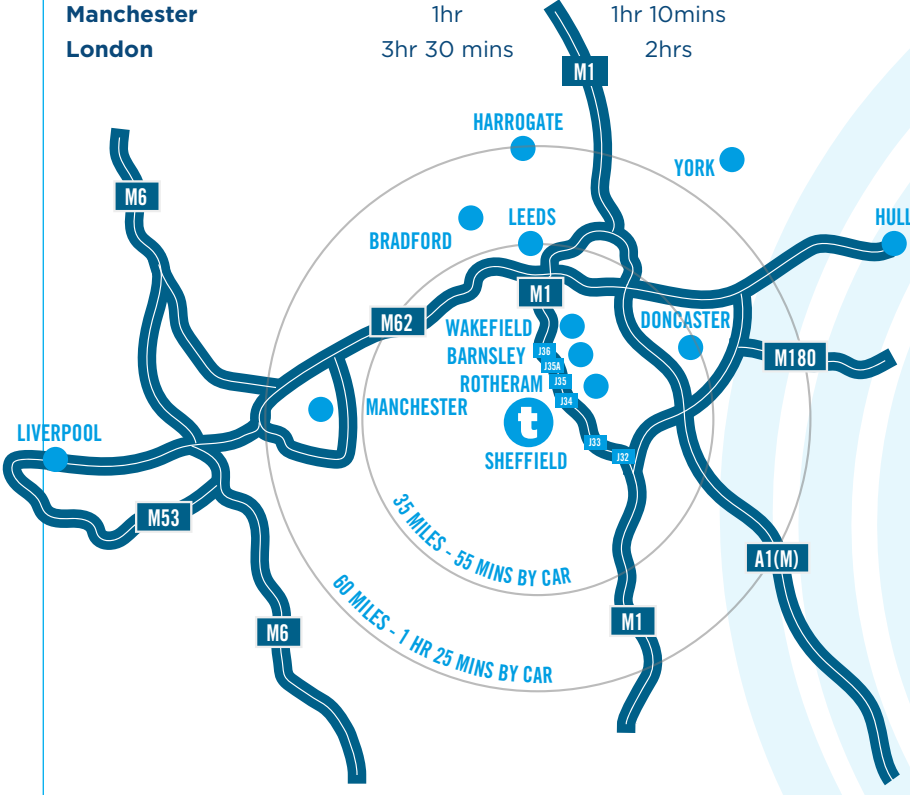 Manchester 1hr 1hr 10mins
London 3hr 30 mins 2hrs
M1
HARROGATE
YORK
M6
LEEDS
HULL
BRADFORD
M1
M62
DONCASTER
WAKEFIELD
J36
BARNSLEY
M180
J35A
ROTHERAM
J35
J34
MANCHESTER
t
LIVERPOOL
J33
J32
SHEFFIELD
M53
35 MILES - 55 MINS BY CAR
A1(M)
60 MILES - 1 HR 25 MINS BY CAR
M1
M6